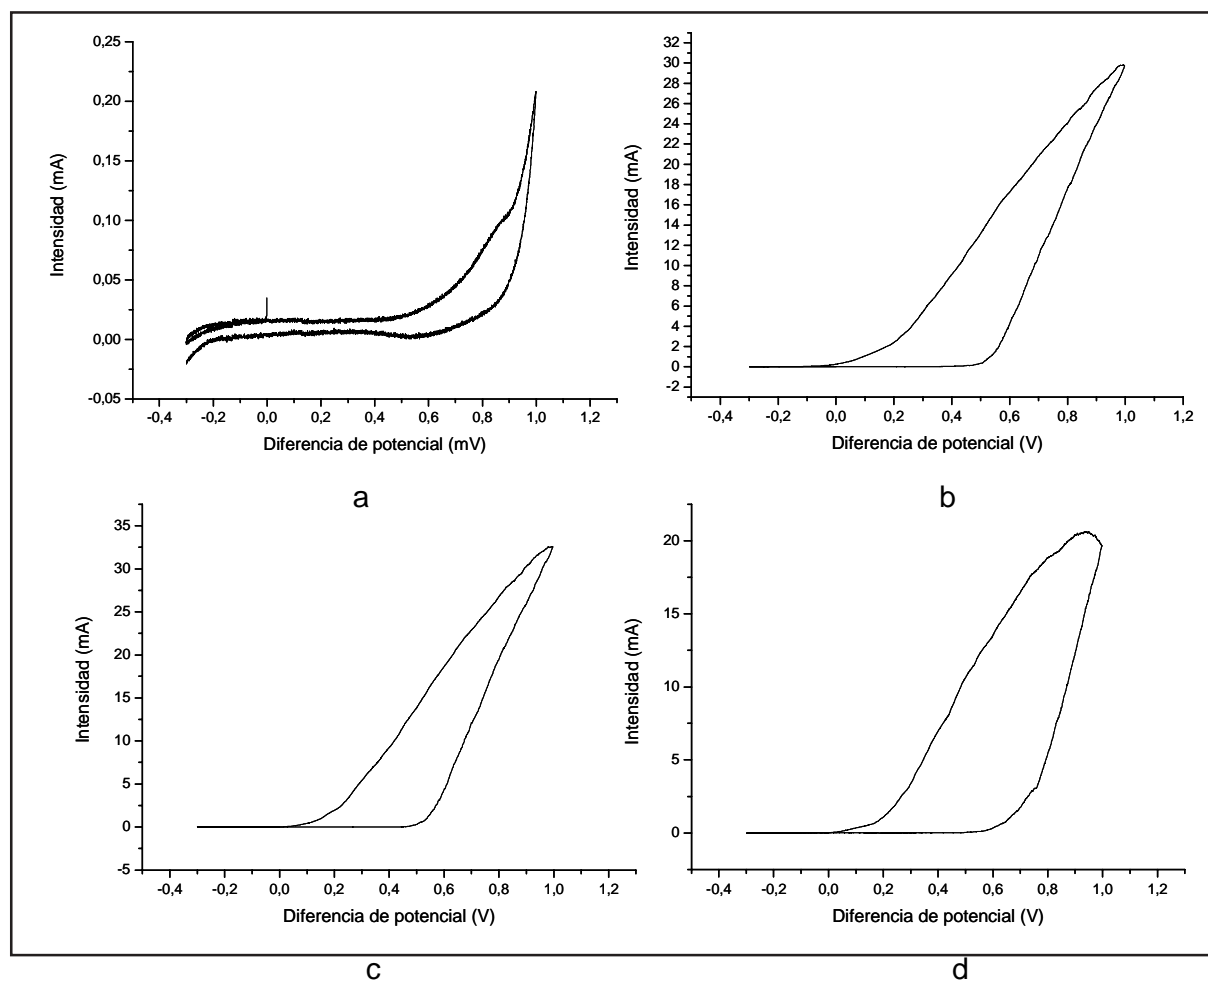 0,25
0,20
0,15
0,10
0,05
0,00
-0,05
Intensidad (mA)
-0,4 -0,2 0,0 0,2 0,4 0,6 0,8 1,0 1,2
Diferencia de potencial (mV)
a
32
30
28
26
24
22
20
18
16
14
12
10
8
6
4
2
0
-2
Intensidad (mA)
-0,4 -0,2 0,0 0,2 0,4 0,6 0,8 1,0 1,2
Diferencia de potencial (V)
b
35
30
25
20
15
10
5
0
-5
Intensidad (mA)
-0,4 -0,2 0,0 0,2 0,4 0,6 0,8 1,0 1,2
Diferencia de potencial (V)
c
20
15
10
5
0
Intensidad (mA)
-0,4 -0,2 0,0 0,2 0,4 0,6 0,8 1,0 1,2
Diferencia de potencial (V)
d